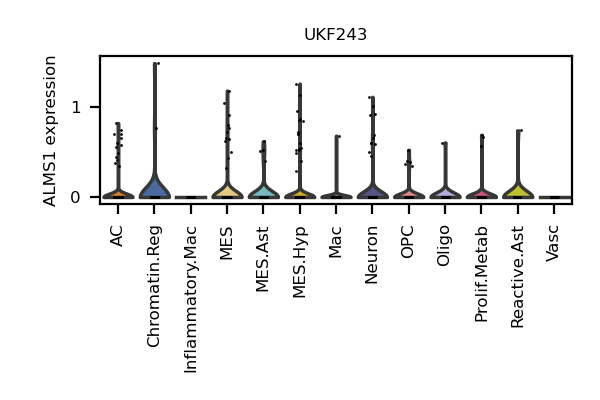 UKF243
ALMS1 expression
1
0
AC
Chromatin.Reg
Inflammatory.Mac
MES
MES.Ast
MES.Hyp
Mac
Neuron
OPC
Oligo
Prolif.Metab
Reactive.Ast
Vasc